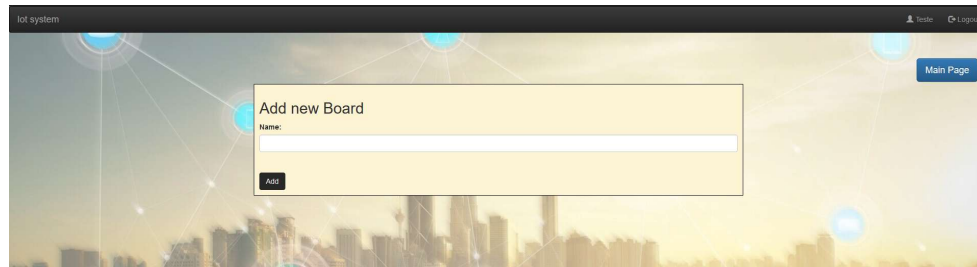 Iot system
Teste Logou
Main Page
Add new Board
Name:
Add